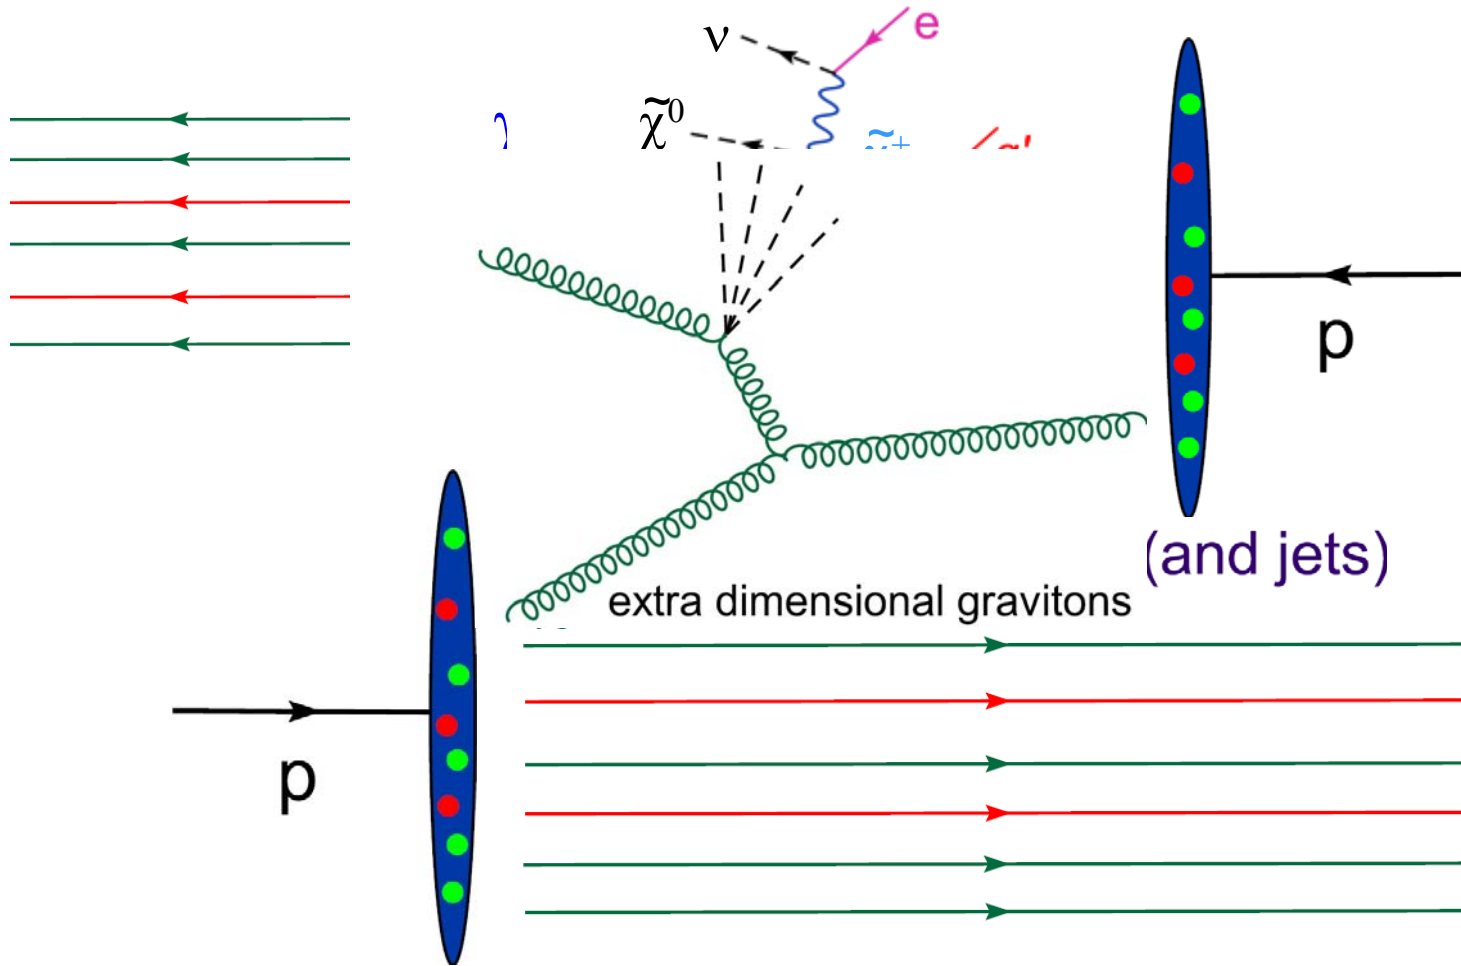 ν
e
χ̃⁰
p
(and jets)
extra dimensional gravitons
p